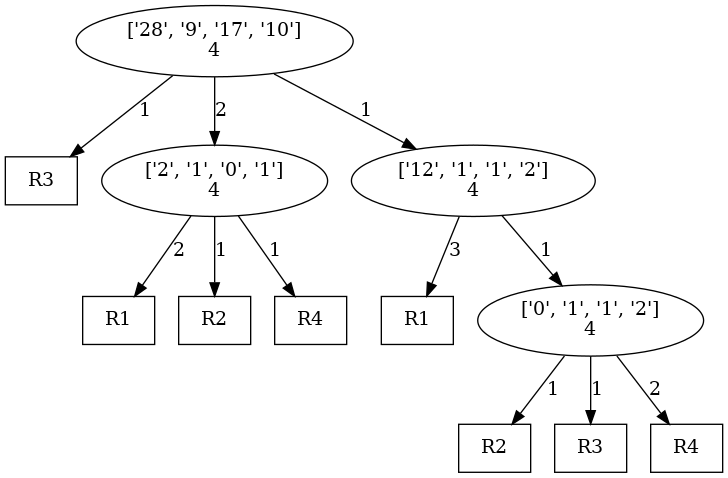 ['28', '9', '17', '10']
4
1
2
1
R3
['2', '1', '0', '1']
4
['12', '1', '1', '2']
4
2
1
1
3
1
R1
R2
R4
R1
['0', '1', '1', '2']
4
1
1
2
R2
R3
R4